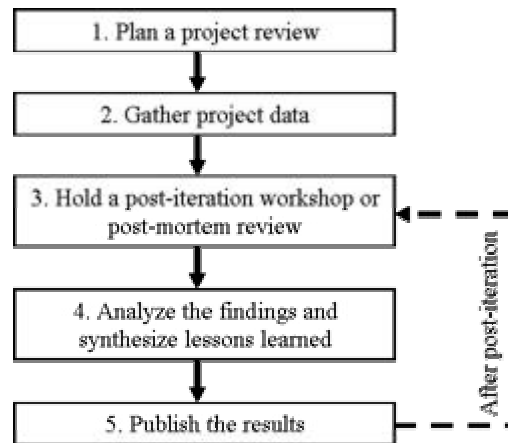 1. Plan a project review
2. Gather project data
3. Hold a post-iteration workshop or
post-mortem review
4. Analyze the findings and
synthesize lessons learned
5. Publish the results
After post-iteration